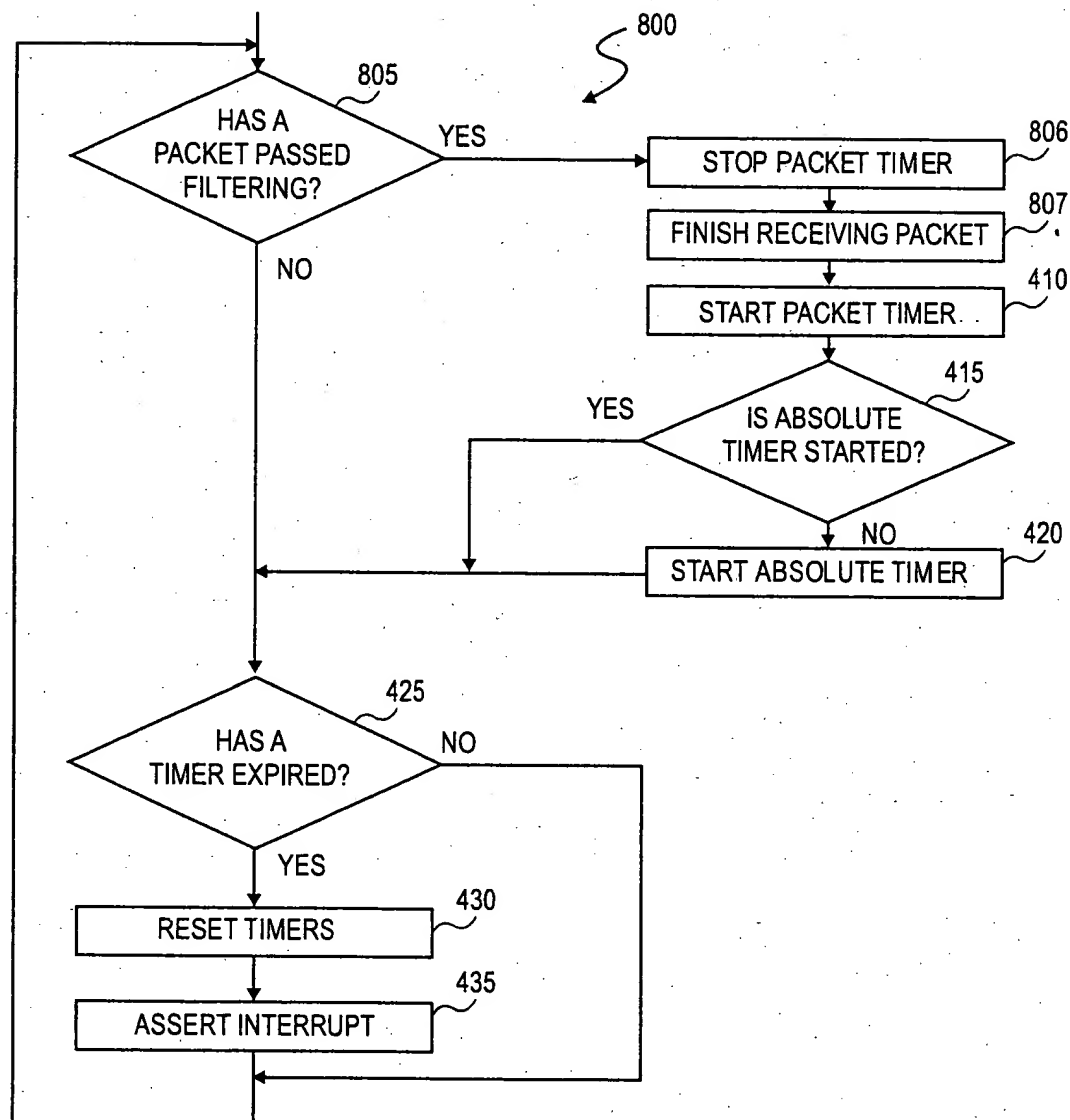 800
805
HAS A
PACKET PASSED
FILTERING?
YES
NO
STOP PACKET TIMER
806
FINISH RECEIVING PACKET
807
START PACKET TIMER
410
415
IS ABSOLUTE
TIMER STARTED?
YES
NO
START ABSOLUTE TIMER
420
425
HAS A
TIMER EXPIRED?
NO
YES
RESET TIMERS
430
ASSERT INTERRUPT
435